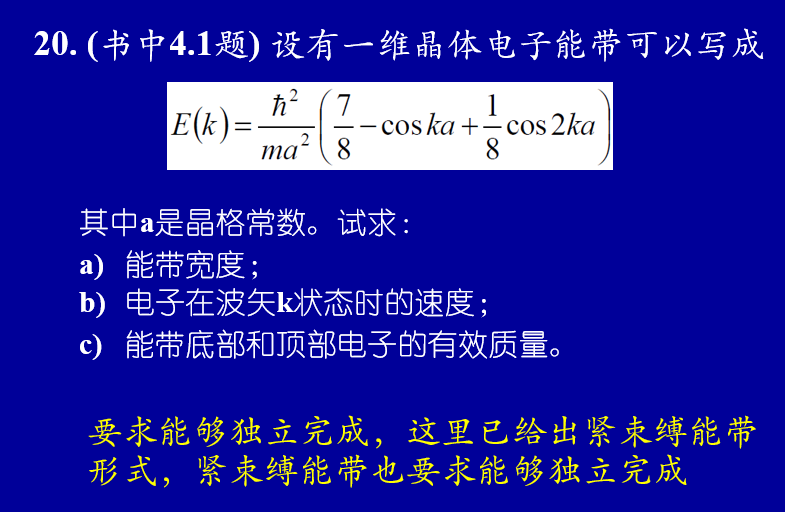 20. (书中4.1题) 设有一维晶体电子能带可以写成
E(k) = ħ²/ma² (7/8 − cos ka + 1/8 cos 2ka)
其中a是晶格常数。试求：
a) 能带宽度；
b) 电子在波矢k状态时的速度；
c) 能带底部和顶部电子的有效质量。
要求能够独立完成，这里已给出紧束缚能带
形式，紧束缚能带也要求能够独立完成